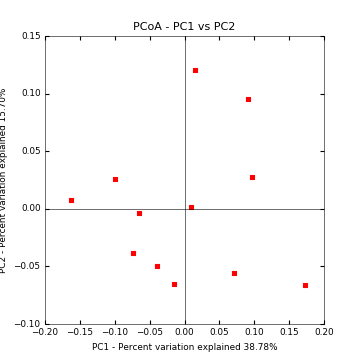 PCoA - PC1 vs PC2
0.15
0.10
0.05
0.00
−0.05
−0.10
PC2 - Percent variation explained 15.70%
−0.20 −0.15 −0.10 −0.05 0.00 0.05 0.10 0.15 0.20
PC1 - Percent variation explained 38.78%